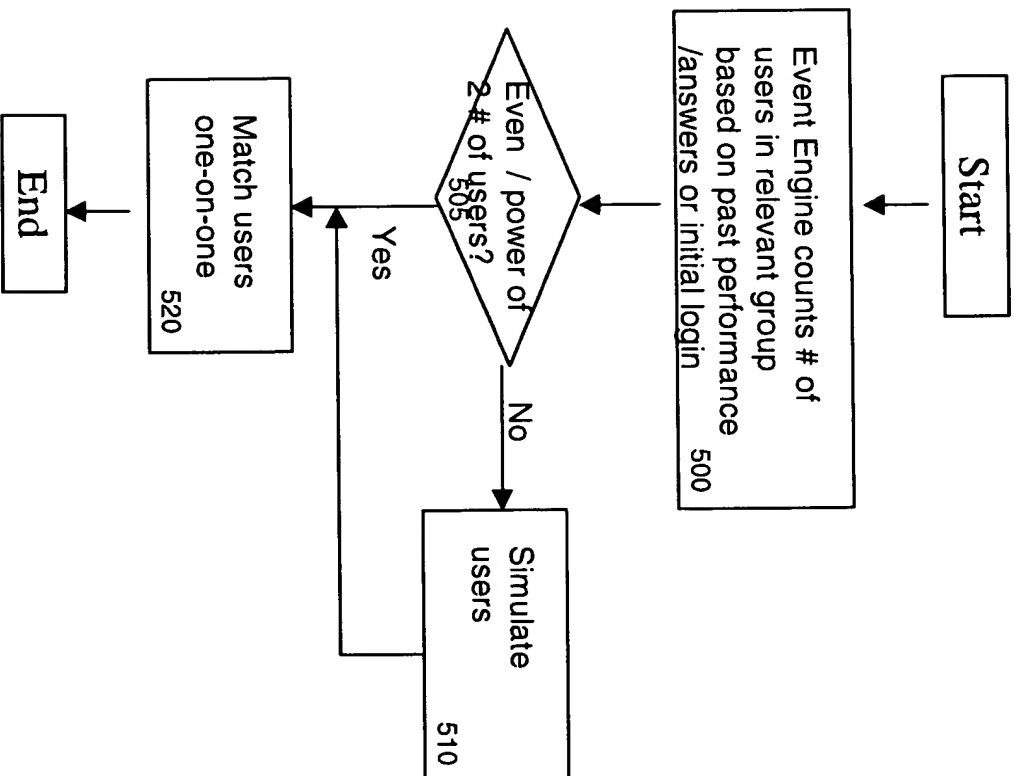 Start
Event Engine counts # of
users in relevant group
based on past performance
/answers or initial login
500
Even / power of
2 # of users?
505
No
Simulate
users
510
Yes
Match users
one-on-one
520
End